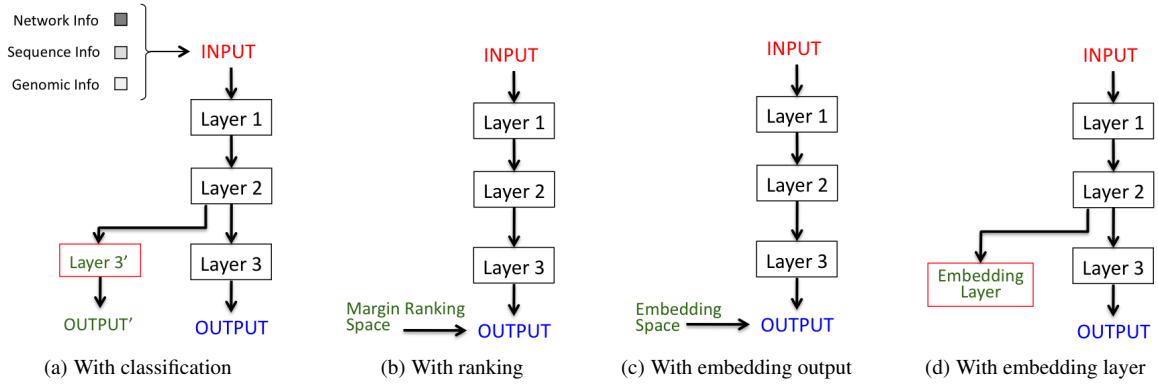 Network Info
Sequence Info
Genomic Info
INPUT
Layer 1
Layer 2
Layer 3'
Layer 3
OUTPUT'
OUTPUT
(a) With classification
INPUT
Layer 1
Layer 2
Layer 3
Margin Ranking
Space
OUTPUT
(b) With ranking
INPUT
Layer 1
Layer 2
Layer 3
Embedding
Space
OUTPUT
(c) With embedding output
INPUT
Layer 1
Layer 2
Embedding
Layer
Layer 3
OUTPUT
(d) With embedding layer